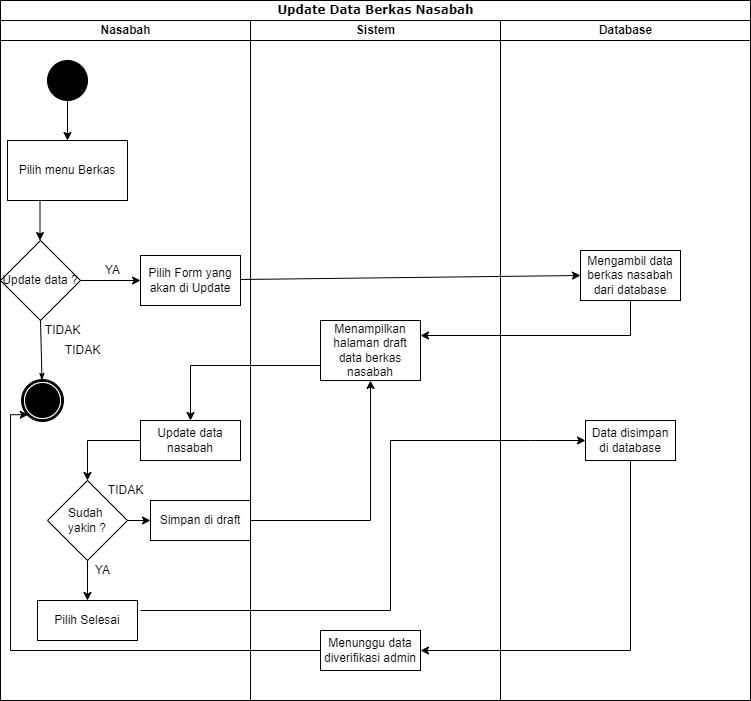 Update Data Berkas Nasabah
Nasabah
Sistem
Database
Pilih menu Berkas
Update data ?
YA
Pilih Form yang
akan di Update
Mengambil data
berkas nasabah
dari database
TIDAK
TIDAK
Menampilkan
halaman draft
data berkas
nasabah
Update data
nasabah
Data disimpan
di database
Sudah
yakin ?
TIDAK
Simpan di draft
YA
Pilih Selesai
Menunggu data
diverifikasi admin